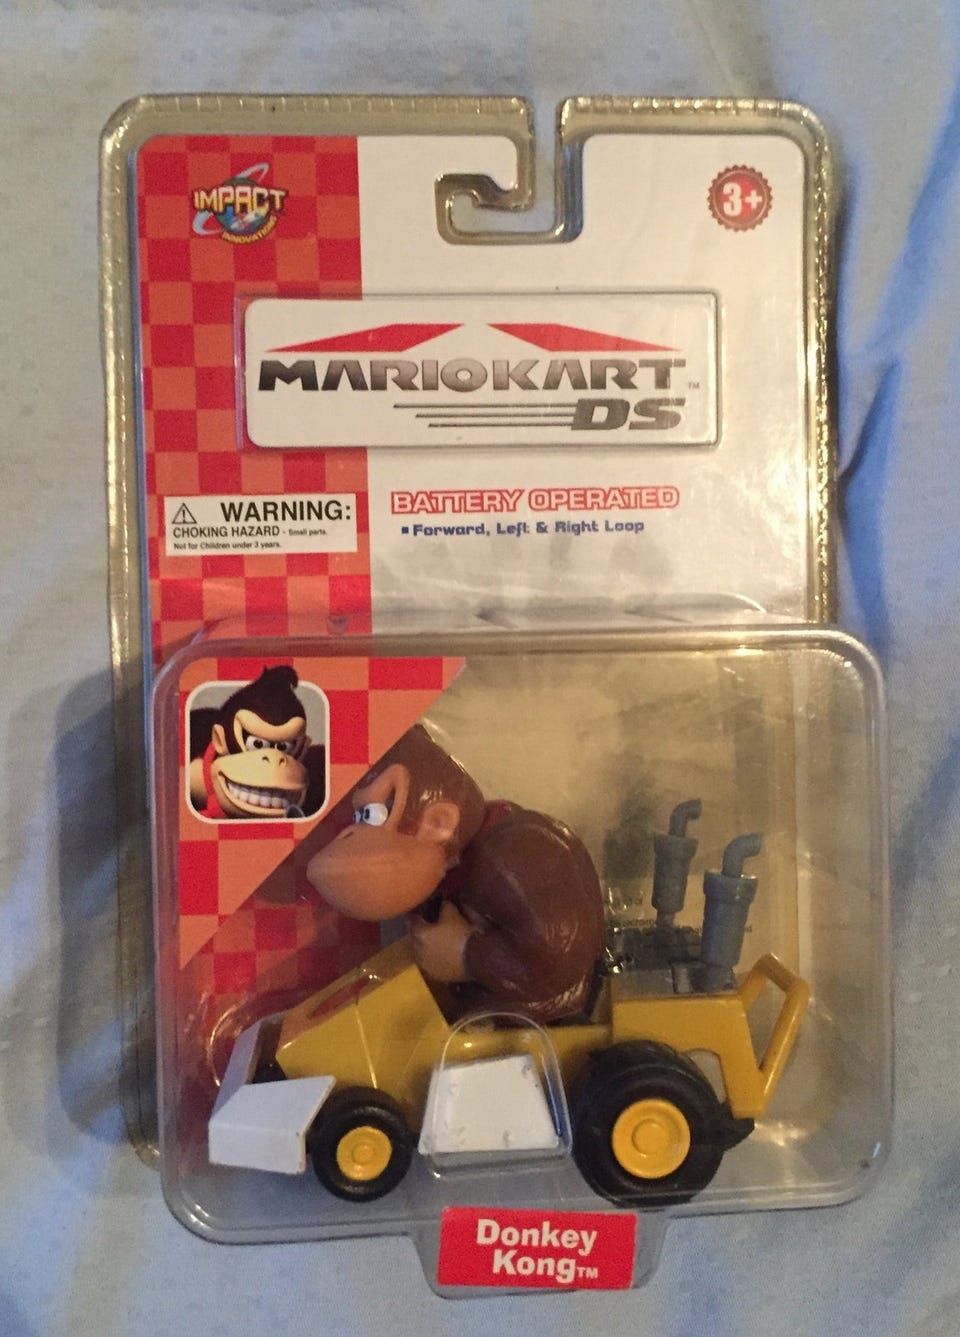 IMPACT
INNOVATIONS
3+
MARIOKART TM
DS
WARNING:
CHOKING HAZARD - Small parts.
Not for Children under 3 years.
BATTERY OPERATED
▪ Forward, Left & Right Loop
Donkey
Kong TM